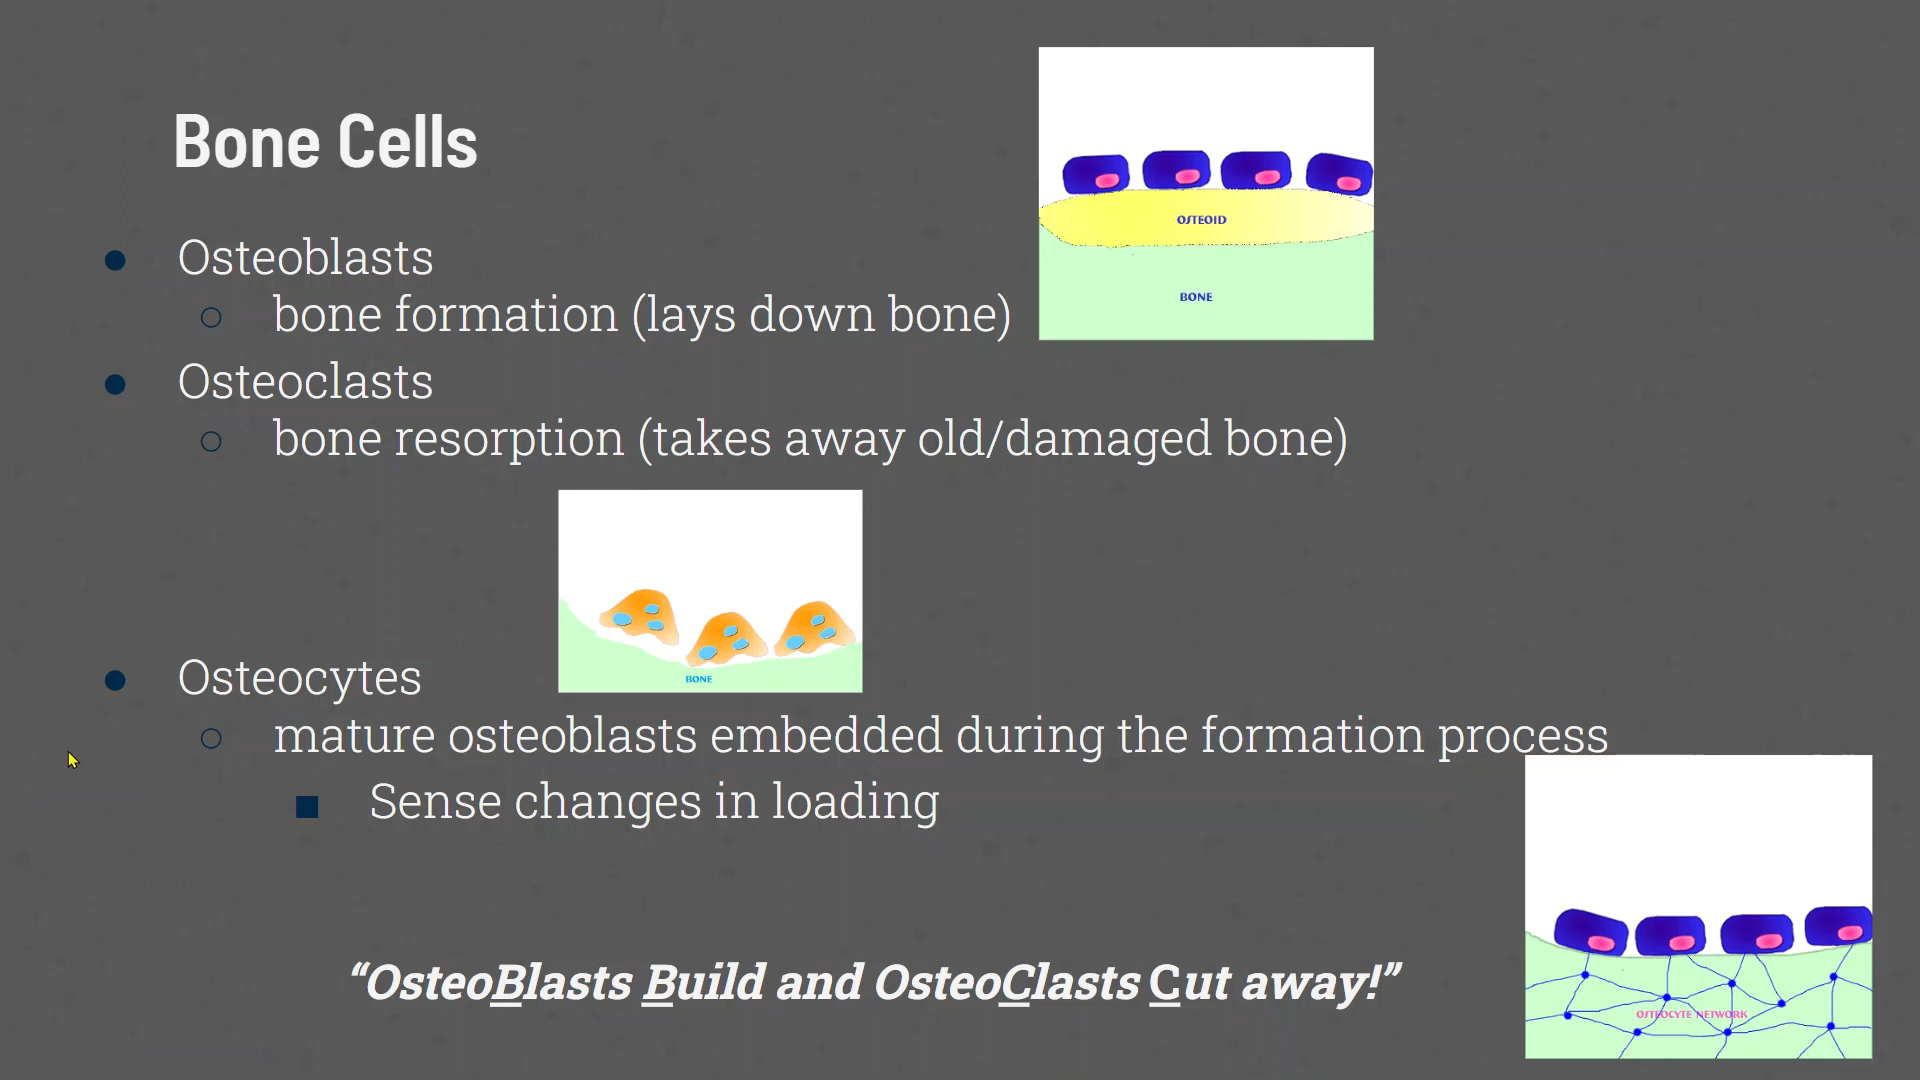 Bone Cells
Osteoblasts
bone formation (lays down bone)
OSTEOID
BONE
Osteoclasts
bone resorption (takes away old/damaged bone)
BONE
Osteocytes
mature osteoblasts embedded during the formation process
Sense changes in loading
“OsteoBlasts Build and OsteoClasts Cut away!”
OSTEOCYTE NETWORK